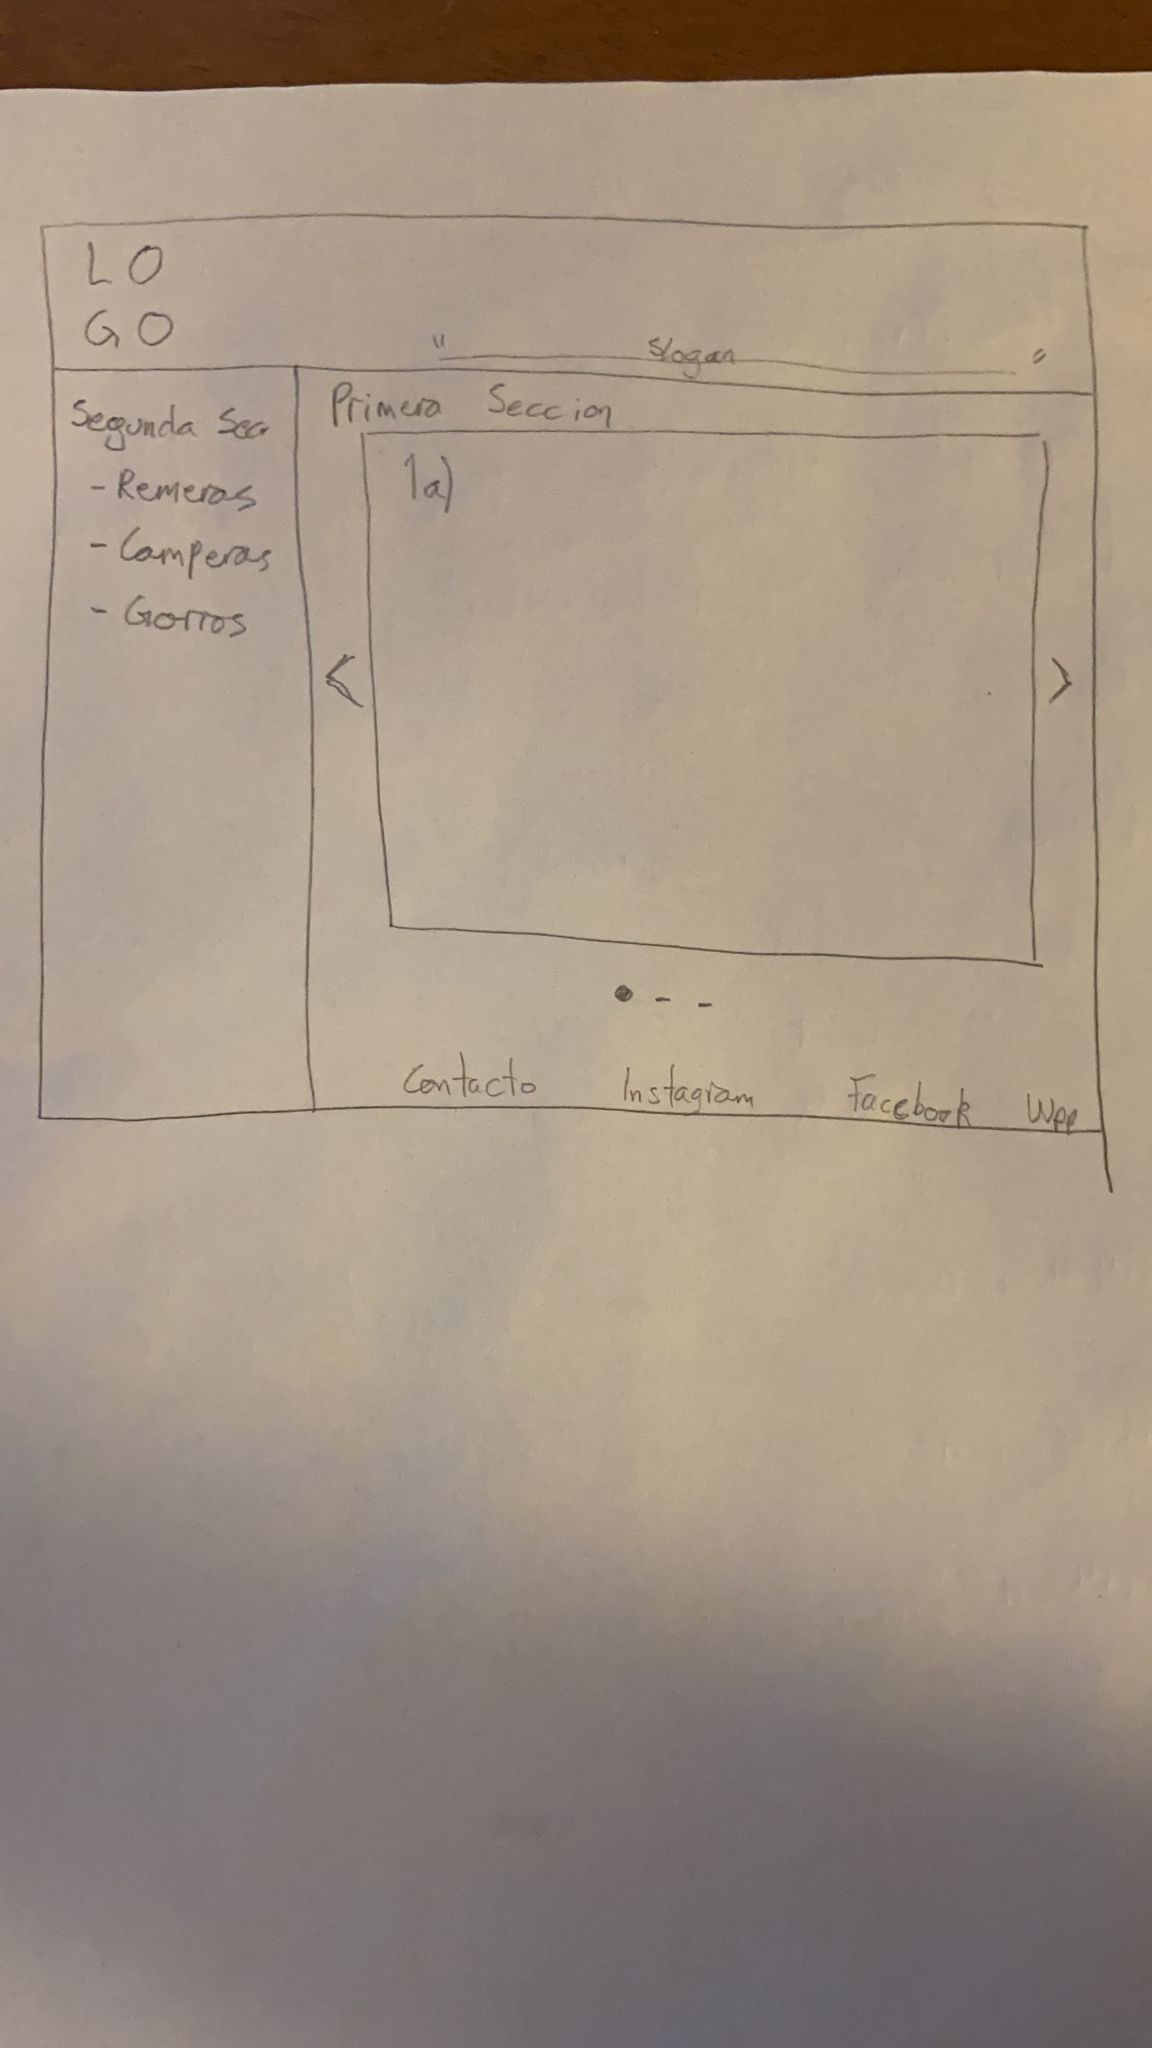 LO
GO
" Slogan "
Segunda Sec
- Remeras
- Camperas
- Gorros
Primera Seccion
1a)
<
>
Contacto Instagram Facebook Wpp